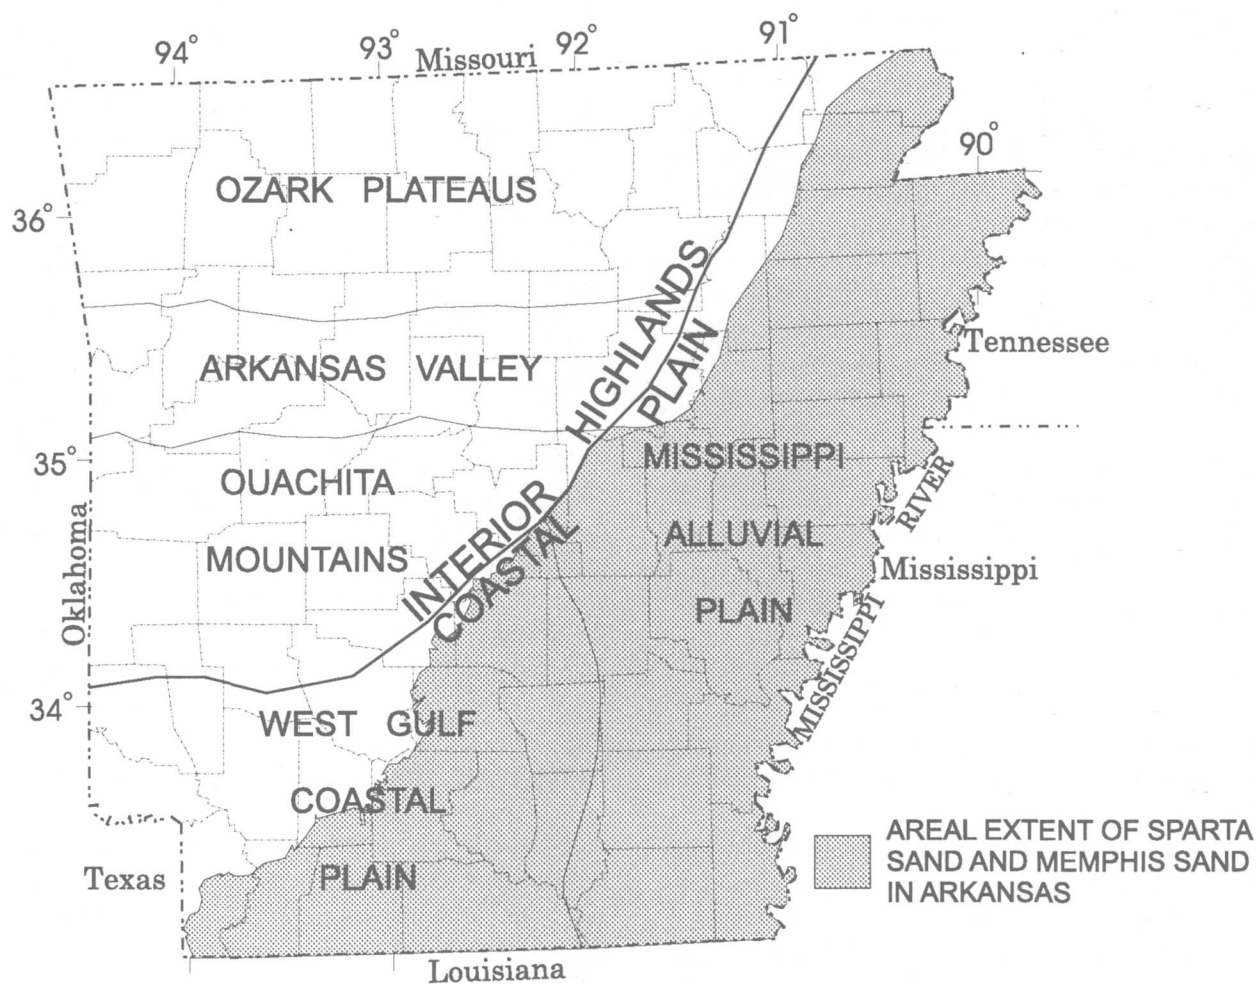 94°
93°
92°
91°
Missouri
90°
OZARK PLATEAUS
36°
HIGHLANDS
PLAIN
Tennessee
ARKANSAS VALLEY
35°
MISSISSIPPI
OUACHITA
RIVER
INTERIOR
COASTAL
ALLUVIAL
MOUNTAINS
Oklahoma
Mississippi
PLAIN
MISSISSIPPI
34°
WEST GULF
COASTAL
PLAIN
Texas
AREAL EXTENT OF SPARTA
SAND AND MEMPHIS SAND
IN ARKANSAS
Louisiana